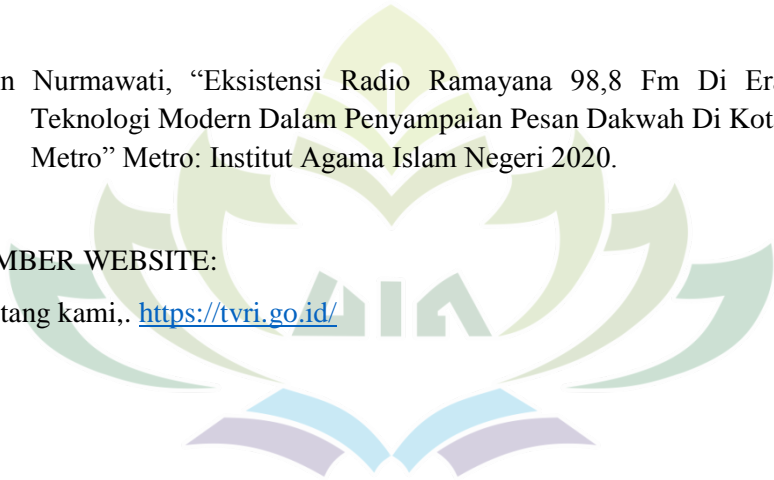 n Nurmawati, “Eksistensi Radio Ramayana 98,8 Fm Di Era
Teknologi Modern Dalam Penyampaian Pesan Dakwah Di Kot
Metro” Metro: Institut Agama Islam Negeri 2020.
MBER WEBSITE:
tang kami,. https://tvri.go.id/